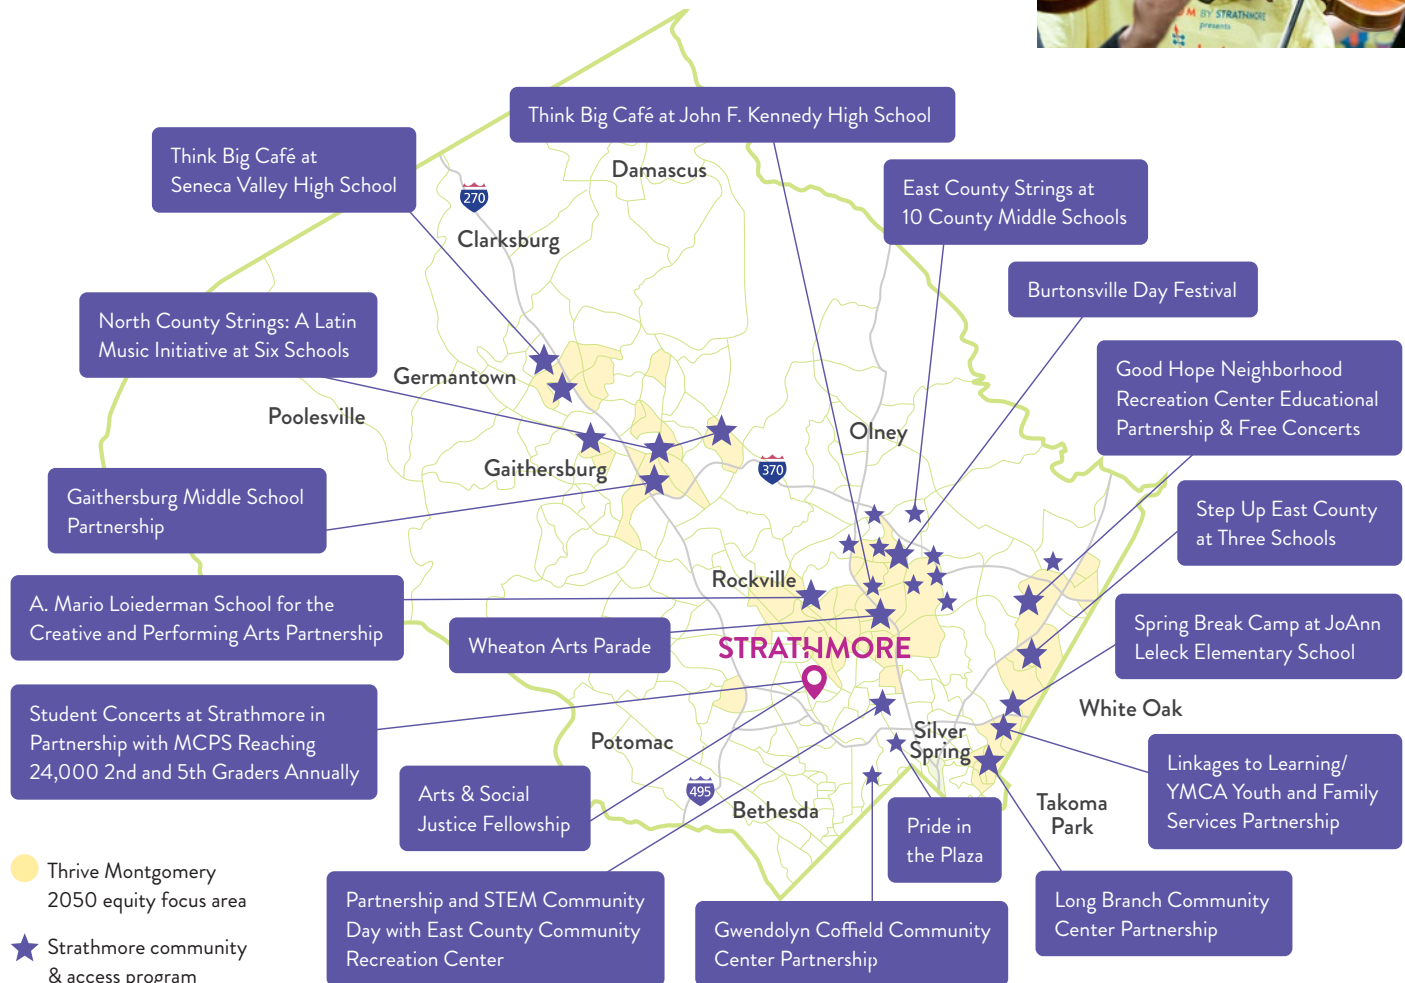 M BY STRATHMORE
presents
Think Big Café at John F. Kennedy High School
Think Big Café at
Seneca Valley High School
Damascus
East County Strings at
10 County Middle Schools
270
Clarksburg
Burtonsville Day Festival
North County Strings: A Latin
Music Initiative at Six Schools
Good Hope Neighborhood
Recreation Center Educational
Partnership & Free Concerts
Germantown
Poolesville
Olney
Gaithersburg
370
Gaithersburg Middle School
Partnership
Step Up East County
at Three Schools
Rockville
A. Mario Loiederman School for the
Creative and Performing Arts Partnership
Wheaton Arts Parade
STRATHMORE
Spring Break Camp at JoAnn
Leleck Elementary School
Student Concerts at Strathmore in
Partnership with MCPS Reaching
24,000 2nd and 5th Graders Annually
White Oak
Potomac
Silver
Spring
Linkages to Learning/
YMCA Youth and Family
Services Partnership
Arts & Social
Justice Fellowship
495
Bethesda
Takoma
Park
Pride in
the Plaza
Thrive Montgomery
2050 equity focus area
Partnership and STEM Community
Day with East County Community
Recreation Center
Gwendolyn Coffield Community
Center Partnership
Long Branch Community
Center Partnership
Strathmore community
& access program